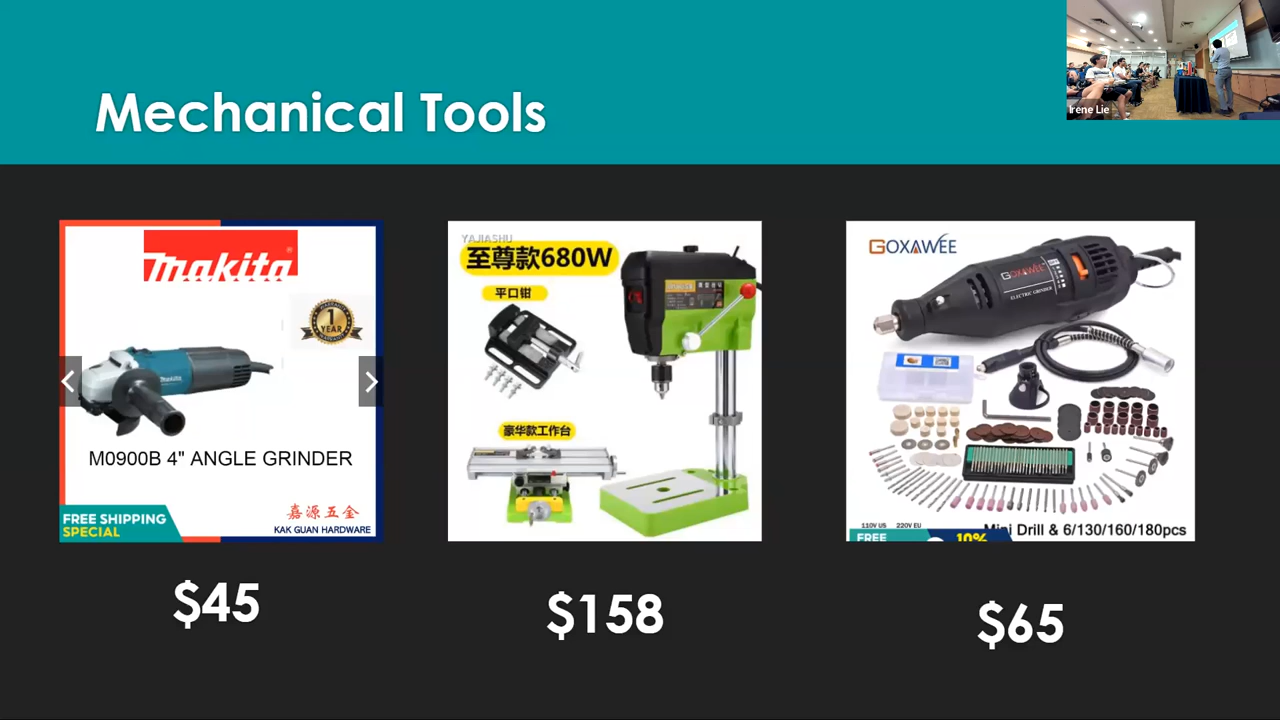 Mechanical Tools
Irene Lie
makita
®
1
YEAR
M0900B 4" ANGLE GRINDER
FREE SHIPPING
SPECIAL
嘉源五金
KAK GUAN HARDWARE
$45
YAJIASHU
至尊款680W
平口钳
豪华款工作台
$158
GOXAWEE
GOXAWEE
ELECTRIC GRINDER
110V US 220V EU
Mini Drill & 6/130/160/180pcs
FREE
10%
$65